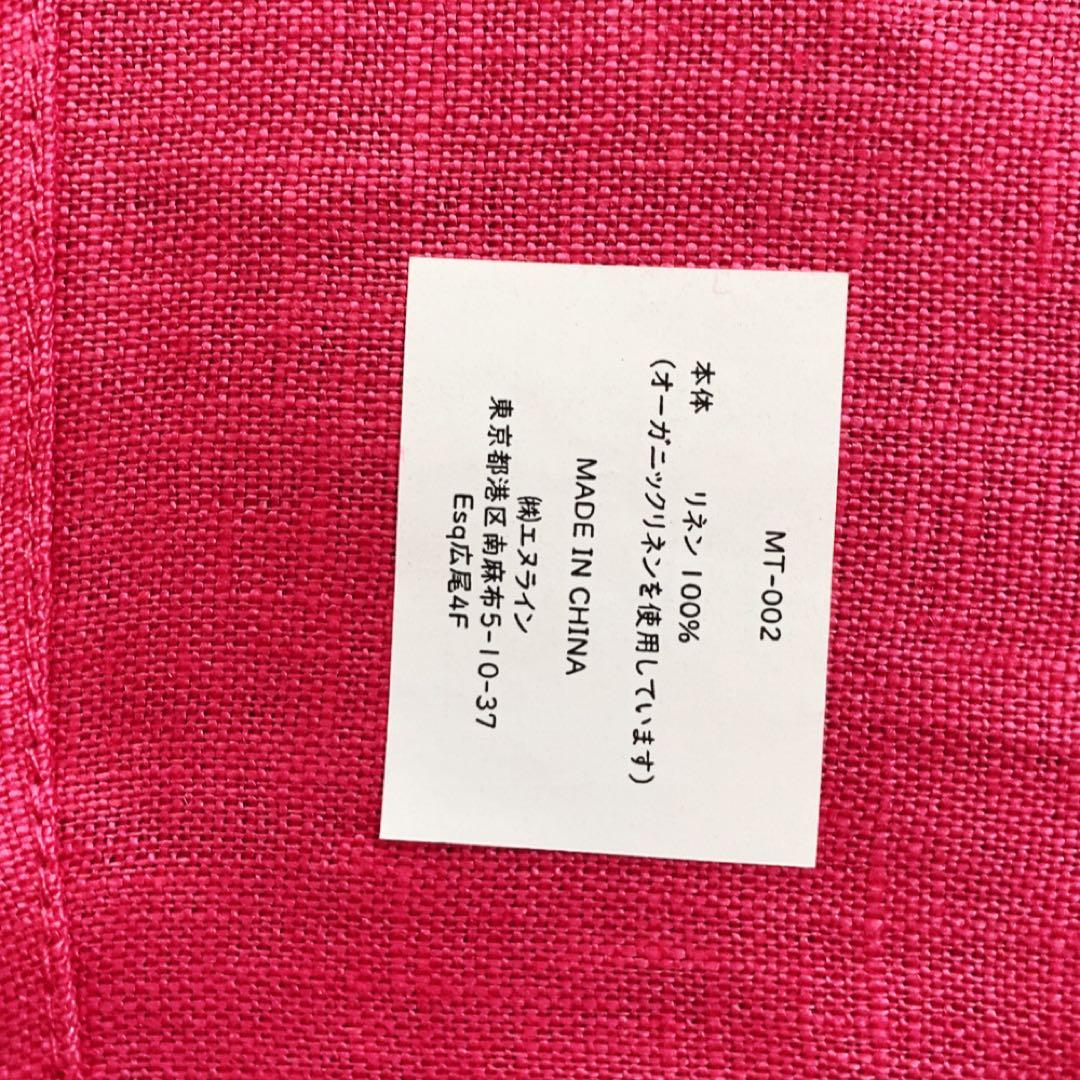 MT-002
本体 リネン 100%
(オーガニックリネンを使用しています)
MADE IN CHINA
㈱エヌライン
東京都港区南麻布5-10-37
Esq広尾4F